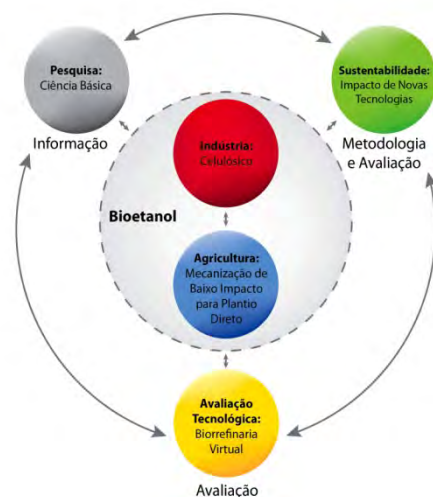 Pesquisa:
Ciência Básica
Informação
Sustentabilidade:
Impacto de Novas
Tecnologias
Metodologia
e Avaliação
Indústria:
Celulósico
Bioetanol
Agricultura:
Mecanização de
Baixo Impacto
para Plantio
Direto
Avaliação
Tecnológica:
Biorrefinaria
Virtual
Avaliação